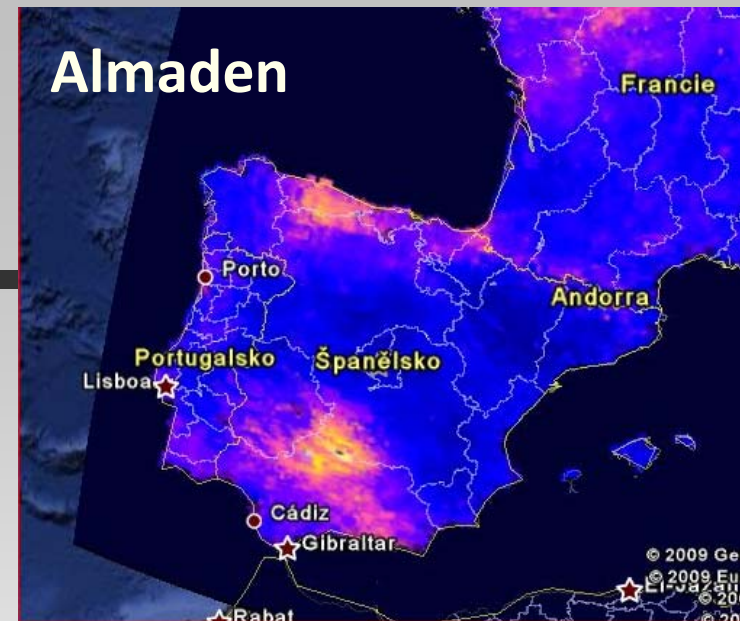 Almaden
Francie
Porto
Andorra
Portugalsko
Španělsko
Lisboa
Cádiz
Gibraltar
© 2009 Ge
© 2009 Eu
Rabat